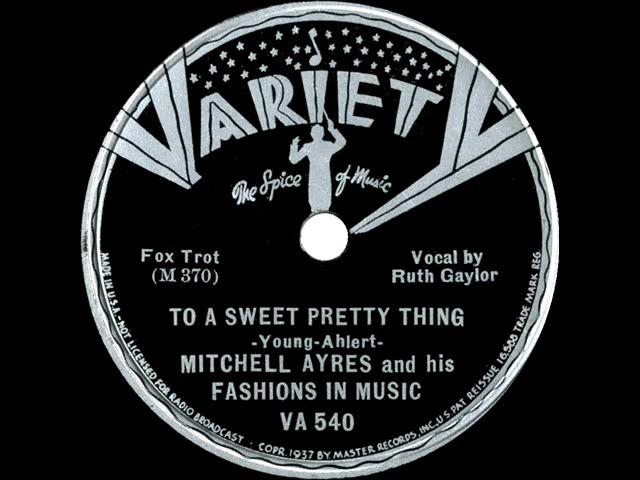 VARIETY
The Spice of Music
Fox Trot
(M 370)
Vocal by
Ruth Gaylor
TO A SWEET PRETTY THING
-Young-Ahlert-
MITCHELL AYRES and his
FASHIONS IN MUSIC
VA 540
MADE IN U.S.A.-NOT LICENSED FOR RADIO BROADCAST - COPR. 1937 BY MASTER RECORDS, INC., U.S. PAT. REISSUE 16,500 TRADE MARK REG